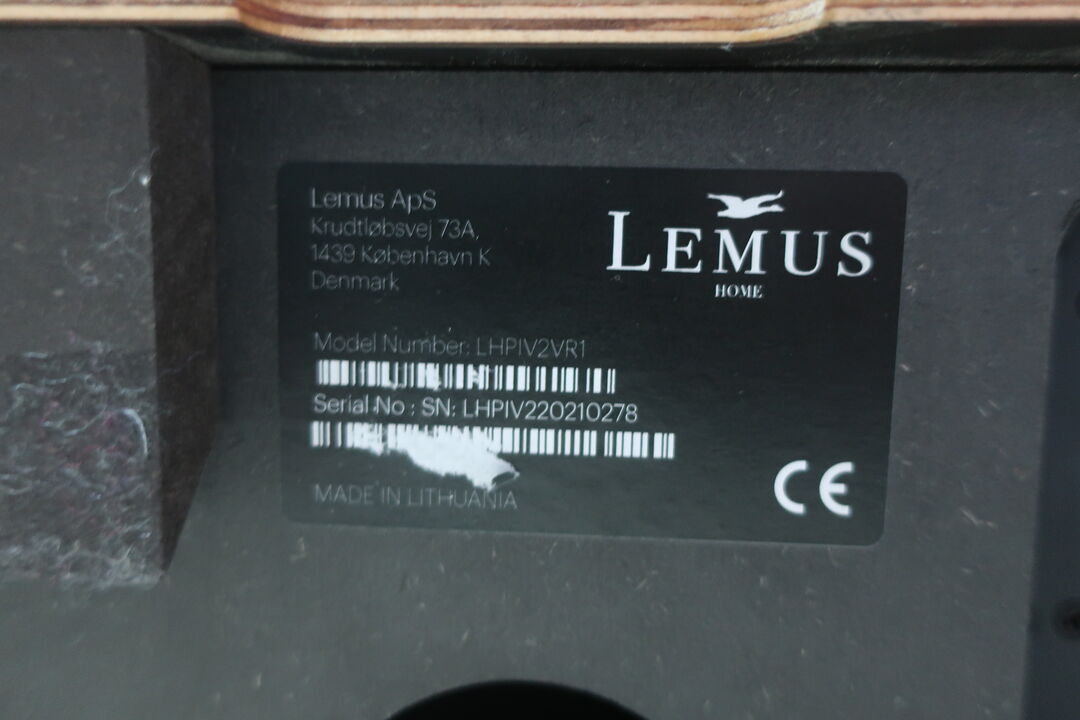 Lemus ApS
Krudtløbsvej 73A,
1439 København K
Denmark
LEMUS
HOME
Model Number: LHPIV2VR1
Serial No : SN: LHPIV220210278
MADE IN LITHUANIA
CE